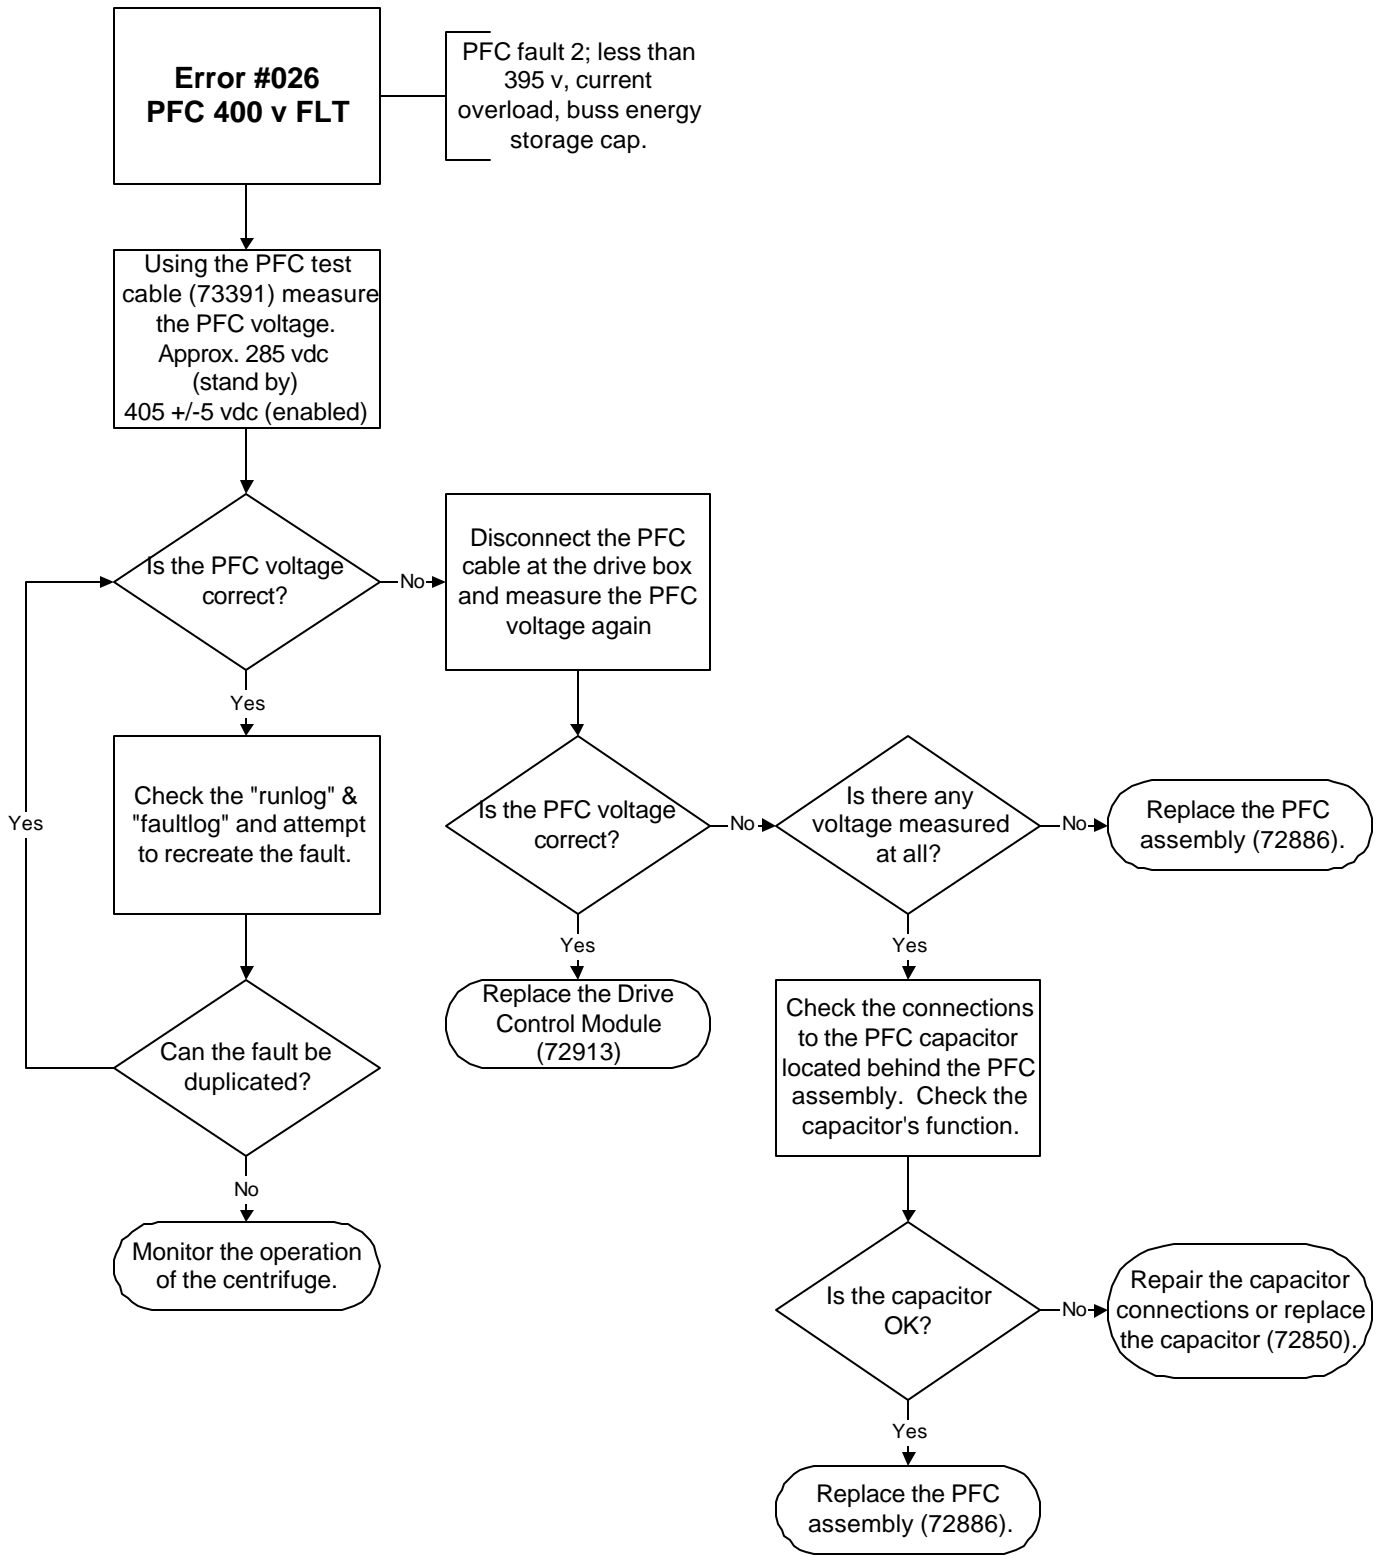 Error #026
PFC 400 v FLT
PFC fault 2; less than
395 v, current
overload, buss energy
storage cap.
Using the PFC test
cable (73391) measure
the PFC voltage.
Approx. 285 vdc
(stand by)
405 +/-5 vdc (enabled)
Is the PFC voltage
correct?
No
Disconnect the PFC
cable at the drive box
and measure the PFC
voltage again
Yes
Check the "runlog" &
"faultlog" and attempt
to recreate the fault.
Yes
Is the PFC voltage
correct?
No
Is there any
voltage measured
at all?
No
Replace the PFC
assembly (72886).
Yes
Replace the Drive
Control Module
(72913)
Yes
Check the connections
to the PFC capacitor
located behind the PFC
assembly. Check the
capacitor's function.
Can the fault be
duplicated?
No
Monitor the operation
of the centrifuge.
Is the capacitor
OK?
No
Repair the capacitor
connections or replace
the capacitor (72850).
Yes
Replace the PFC
assembly (72886).